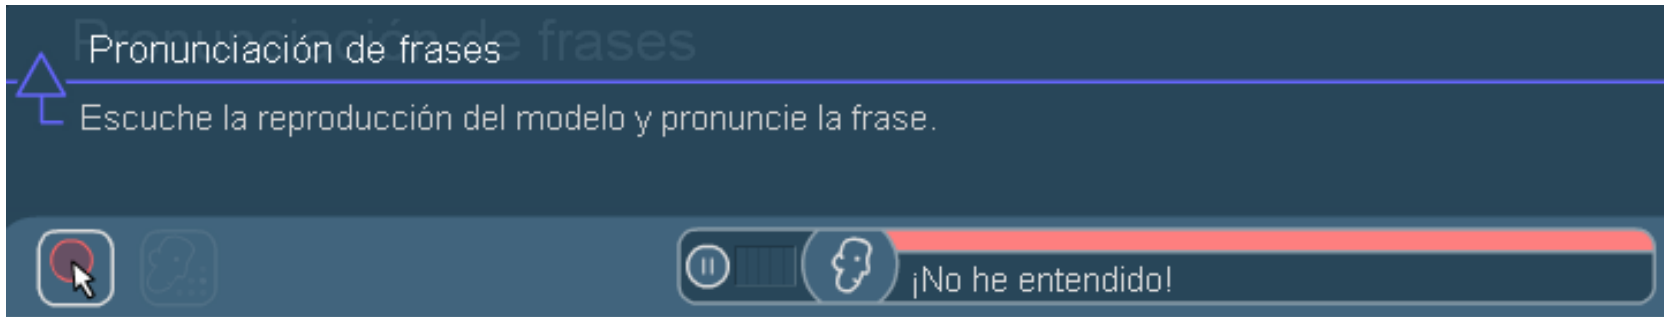 Pronunciación de frases
Escuche la reproducción del modelo y pronuncie la frase.
¡No he entendido!